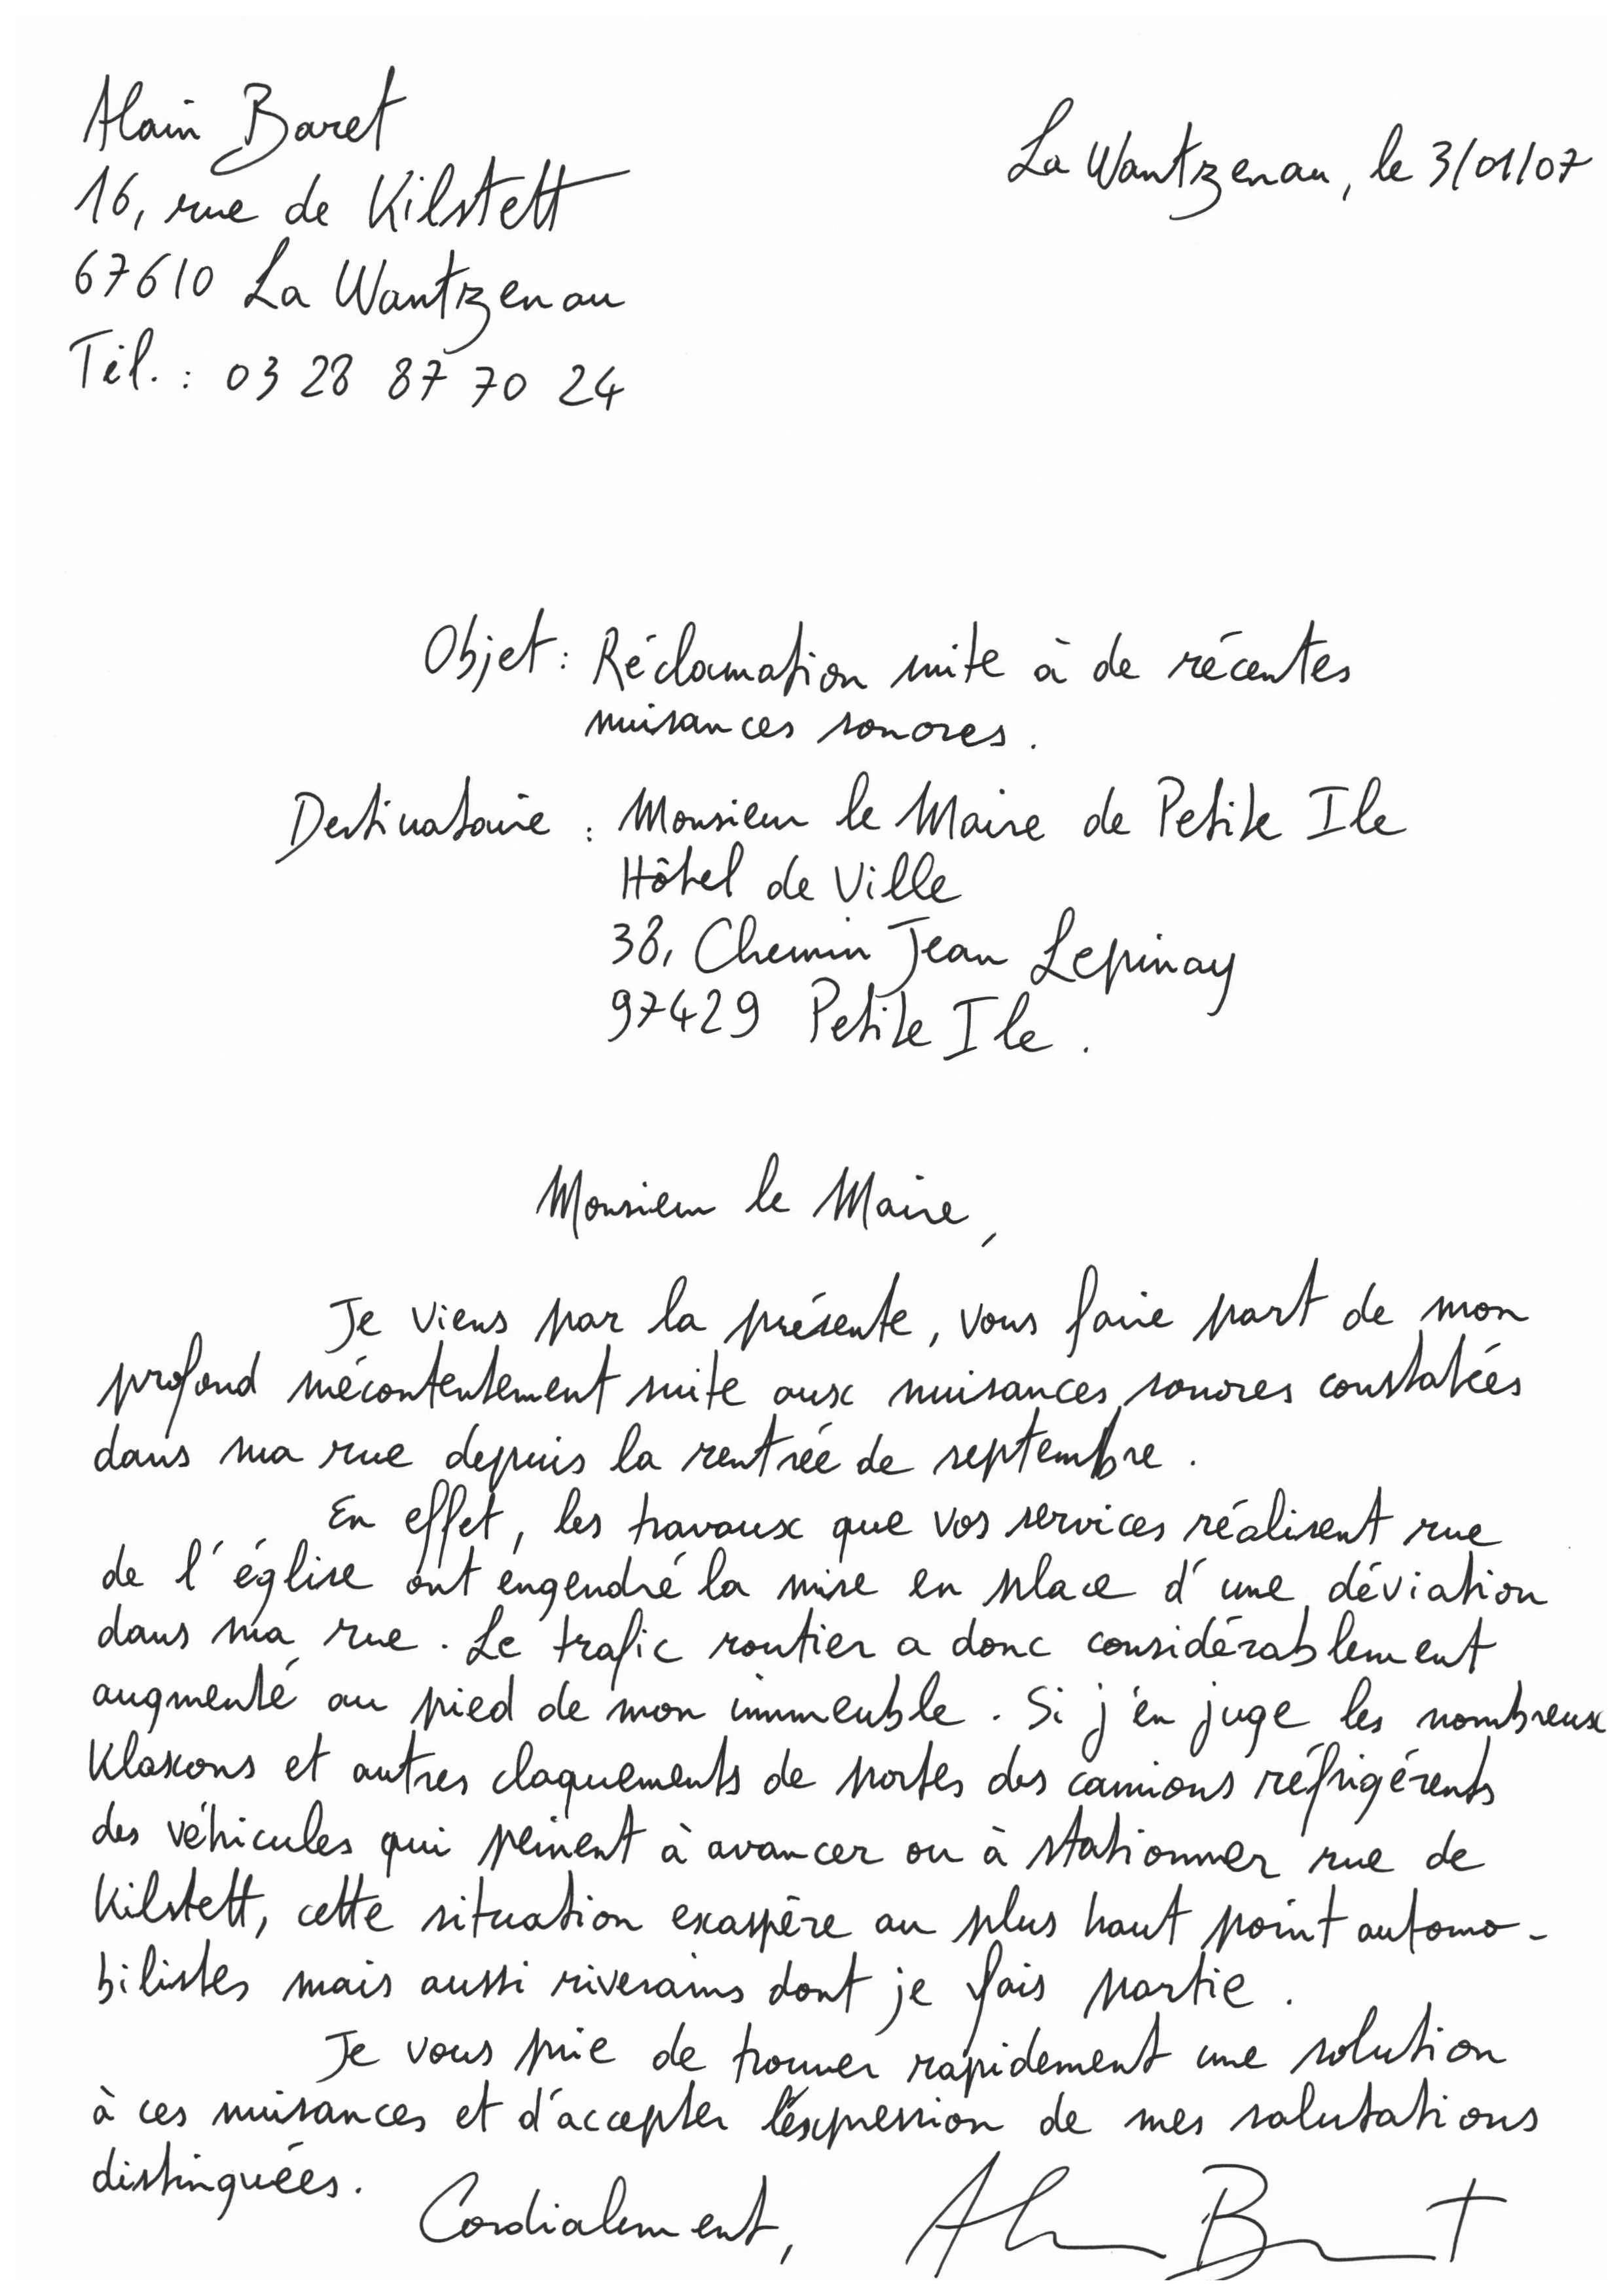 Alain Baret
La Wantzenau, le 3/01/07
16, rue de Kilstett
67610 La Wantzenau
Tél. : 03 28 87 70 24
Objet : Réclamation suite à de récentes
nuisances sonores.
Destinataire : Monsieur le Maire de Petite Ile
Hôtel de Ville
38, Chemin Jean Lepinay
97429 Petite Ile.
Monsieur le Maire,
Je viens par la présente, vous faire part de mon
profond mécontentement suite aux nuisances sonores constatées
dans ma rue depuis la rentrée de septembre.
En effet, les travaux que vos services réalisent rue
de l'église ont engendré la mise en place d'une déviation
dans ma rue. Le trafic routier a donc considérablement
augmenté au pied de mon immeuble. Si j'en juge les nombreux
Klaxons et autres claquements de portes des camions réfrigérents
des véhicules qui peinent à avancer ou à stationner rue de
Kilstett, cette situation exaspère au plus haut point automo-
bilistes mais aussi riverains dont je fais partie.
Je vous prie de trouver rapidement une solution
à ces nuisances et d'accepter l'expression de mes salutations
distinguées.
Cordialement,